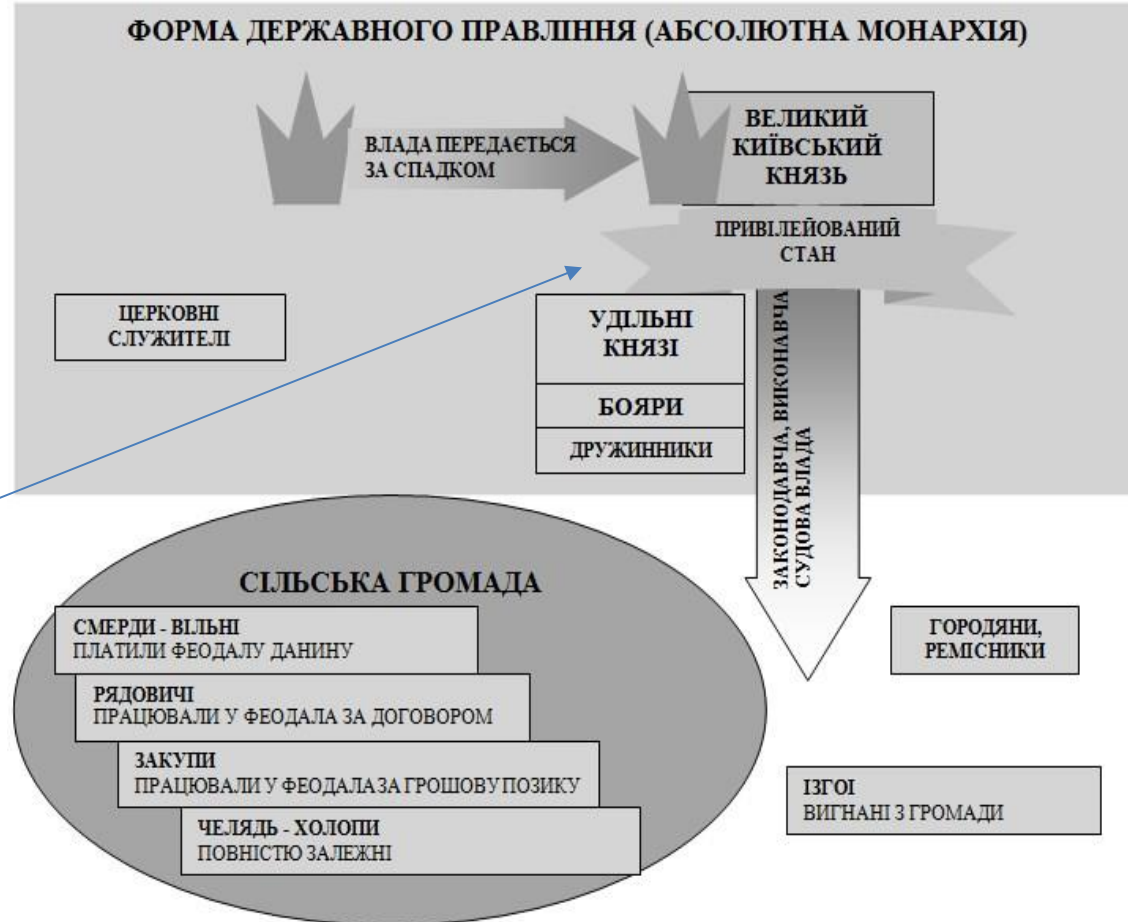 ФОРМА ДЕРЖАВНОГО ПРАВЛІННЯ (АБСОЛЮТНА МОНАРХІЯ)
ВЛАДА ПЕРЕДАЄТЬСЯ
ЗА СПАДКОМ
ВЕЛИКИЙ
КИЇВСЬКИЙ
КНЯЗЬ
ПРИВІЛЕЙОВАНИЙ
СТАН
ЦЕРКОВНІ
СЛУЖИТЕЛІ
УДІЛЬНІ
КНЯЗІ
БОЯРИ
ДРУЖИННИКИ
ЗАКОНОДАВЧА, ВИКОНАВЧА
СУДОВА ВЛАДА
СІЛЬСЬКА ГРОМАДА
СМЕРДИ - ВІЛЬНІ
ПЛАТИЛИ ФЕОДАЛУ ДАНИНУ
РЯДОВИЧІ
ПРАЦЮВАЛИ У ФЕОДАЛА ЗА ДОГОВОРОМ
ЗАКУПИ
ПРАЦЮВАЛИ У ФЕОДАЛА ЗА ГРОШОВУ ПОЗИКУ
ЧЕЛЯДЬ - ХОЛОПИ
ПОВНІСТЮ ЗАЛЕЖНІ
ГОРОДЯНИ,
РЕМІСНИКИ
ІЗГОЇ
ВИГНАНІ З ГРОМАДИ